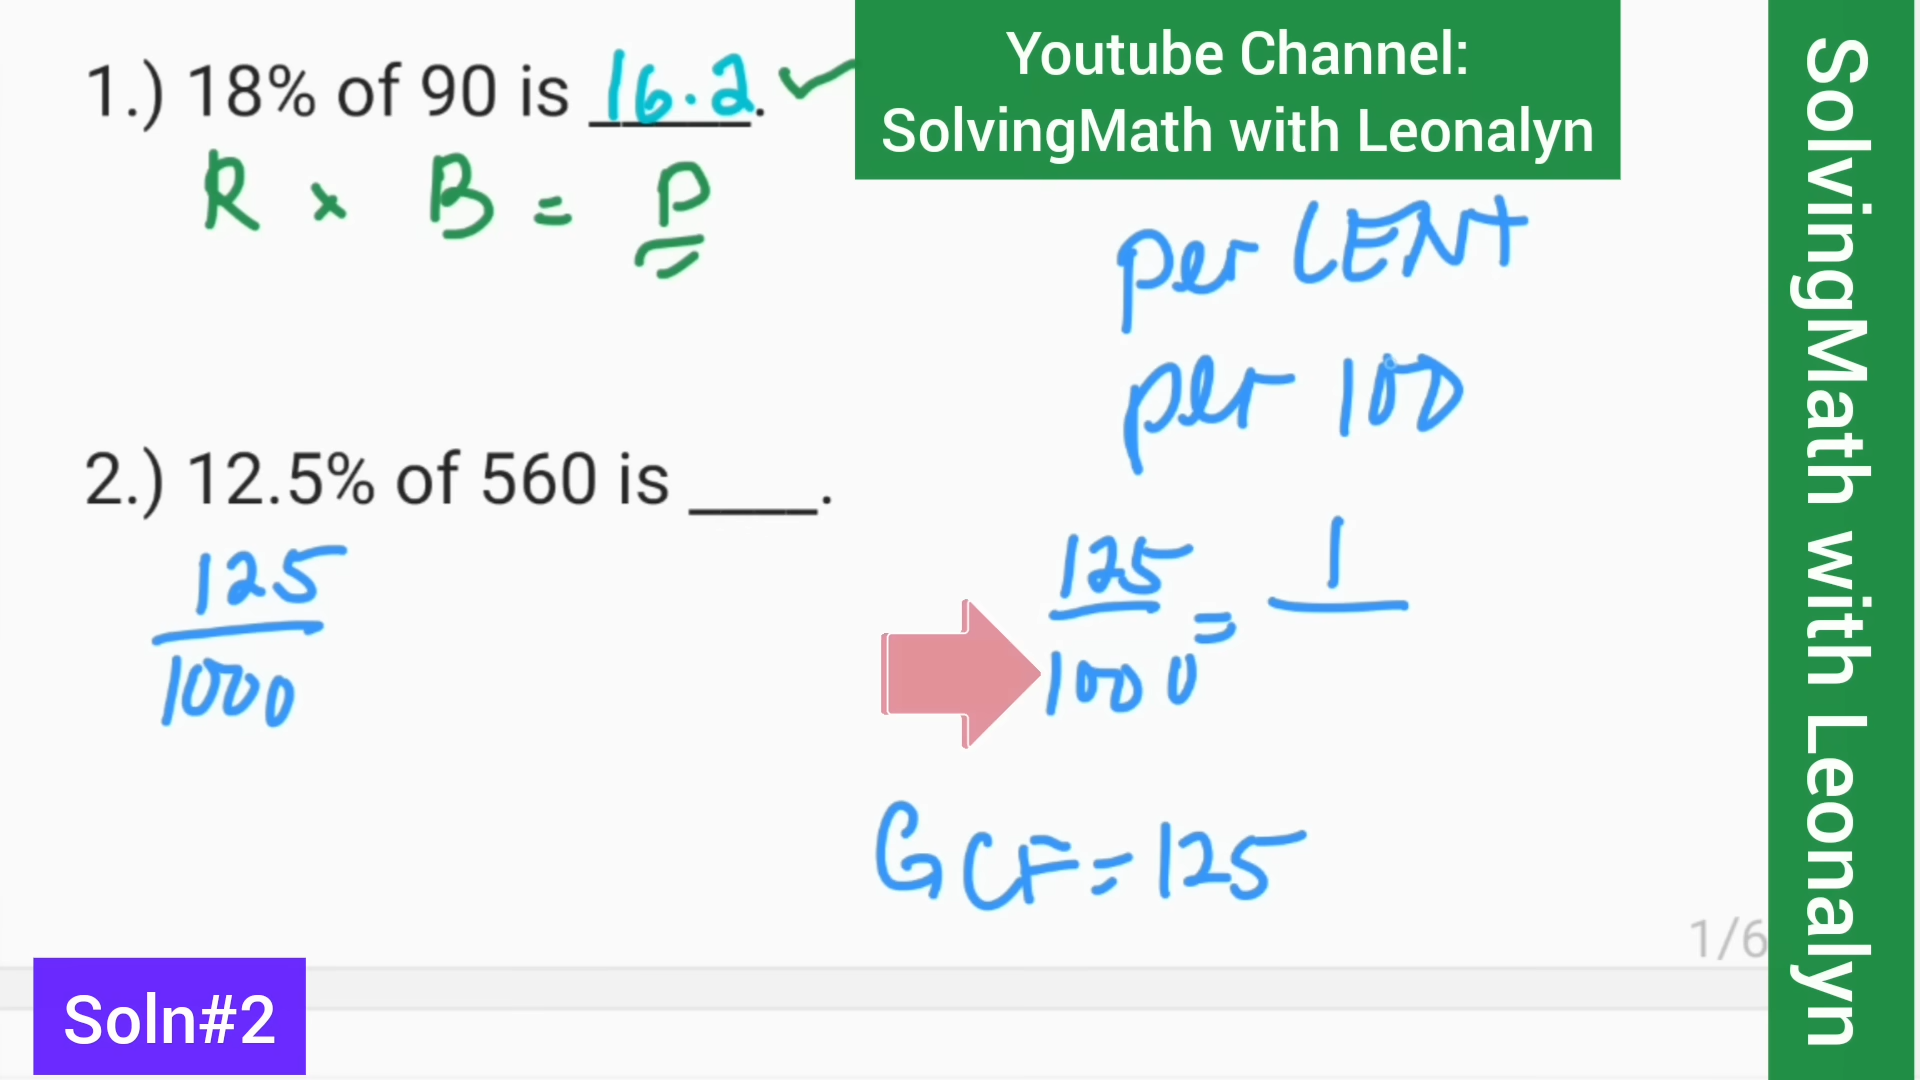 1.) 18% of 90 is 16.2.
R × B = P
Youtube Channel:
SolvingMath with Leonalyn
per CENT
per 100
2.) 12.5% of 560 is ____.
125
1000
125 = 1
1000
GCF = 125
1/6
Soln#2
SolvingMath with Leonalyn